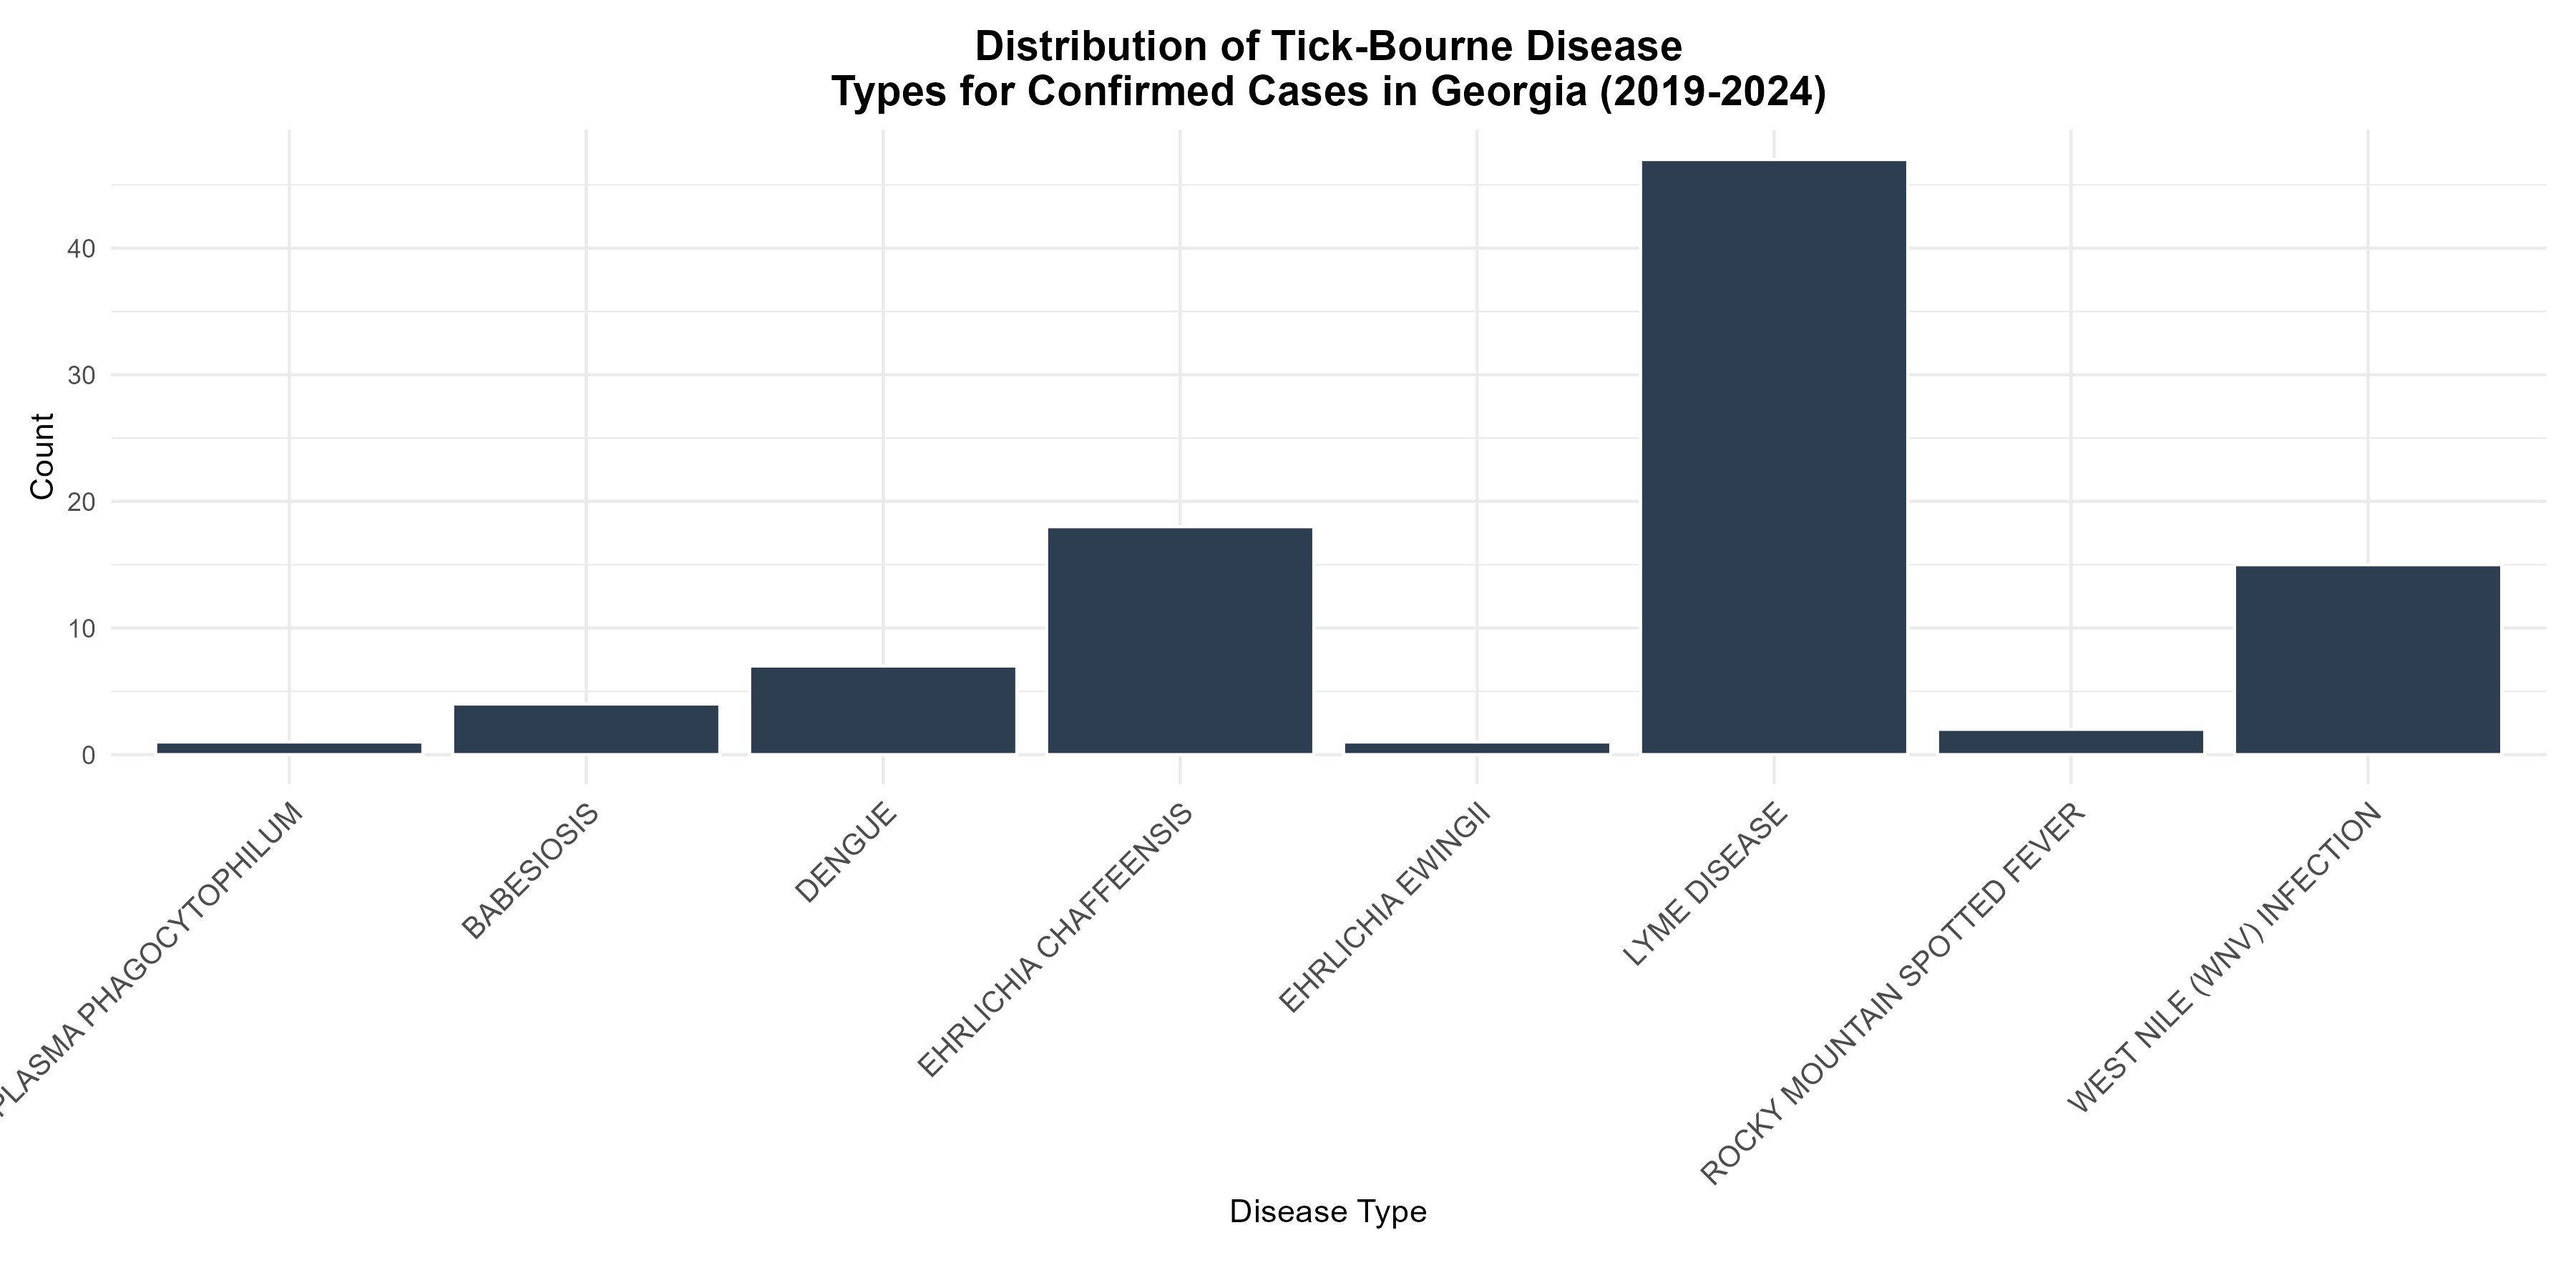 Distribution of Tick-Bourne Disease
Types for Confirmed Cases in Georgia (2019-2024)
Count
40
30
20
10
0
PLASMA PHAGOCYTOPHILUM
BABESIOSIS
DENGUE
EHRLICHIA CHAFFEENSIS
EHRLICHIA EWINGII
LYME DISEASE
ROCKY MOUNTAIN SPOTTED FEVER
WEST NILE (WNV) INFECTION
Disease Type